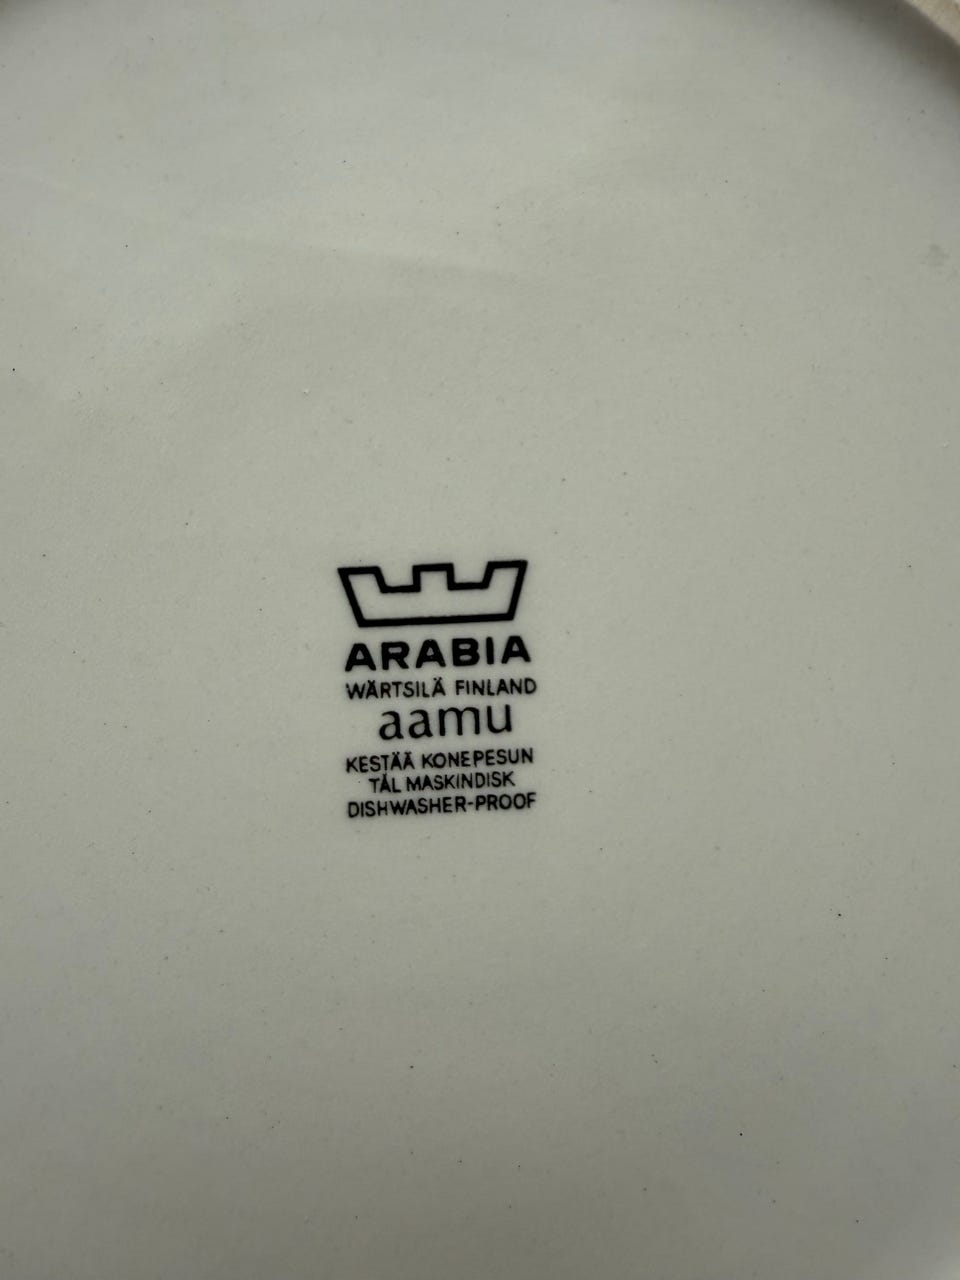 ARABIA
WÄRTSILÄ FINLAND
aamu
KESTÄÄ KONEPESUN
TÅL MASKINDISK
DISHWASHER-PROOF